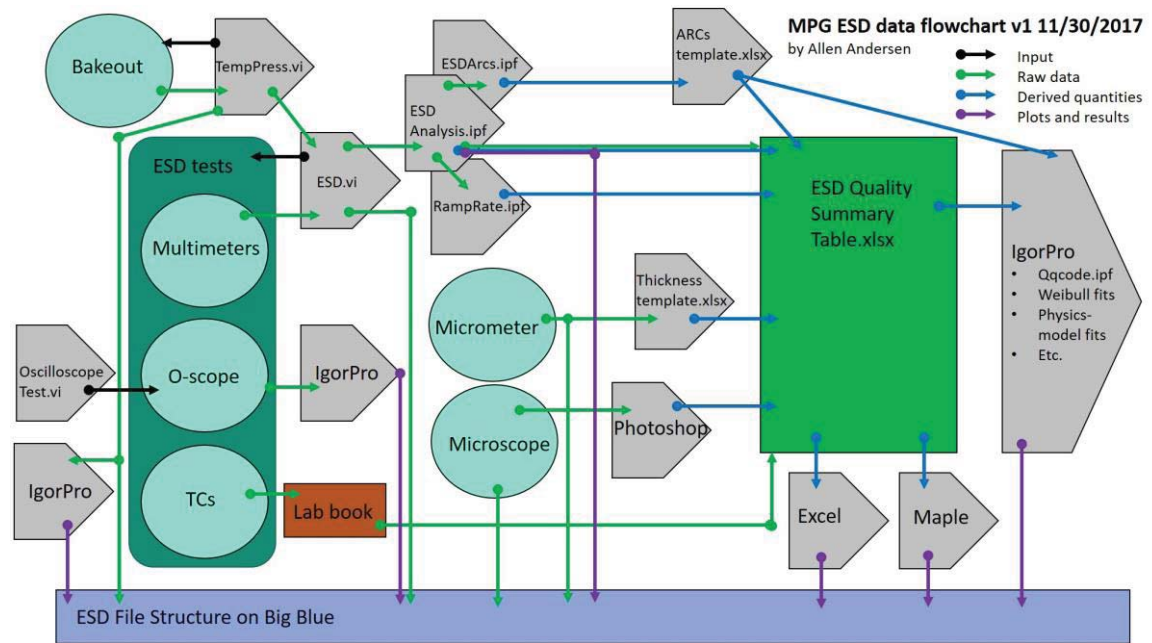 MPG ESD data flowchart v1 11/30/2017
by Allen Andersen
Input
Raw data
Derived quantities
Plots and results
Bakeout
TempPress.vi
ESDArcs.ipf
ARCs
template.xlsx
ESD
Analysis.ipf
RampRate.ipf
ESD tests
ESD.vi
Multimeters
ESD Quality
Summary
Table.xlsx
IgorPro
• Qqcode.ipf
• Weibull fits
• Physics-
model fits
• Etc.
Thickness
template.xlsx
Micrometer
Oscilloscope
Test.vi
O-scope
IgorPro
Microscope
Photoshop
IgorPro
TCs
Lab book
Excel
Maple
ESD File Structure on Big Blue